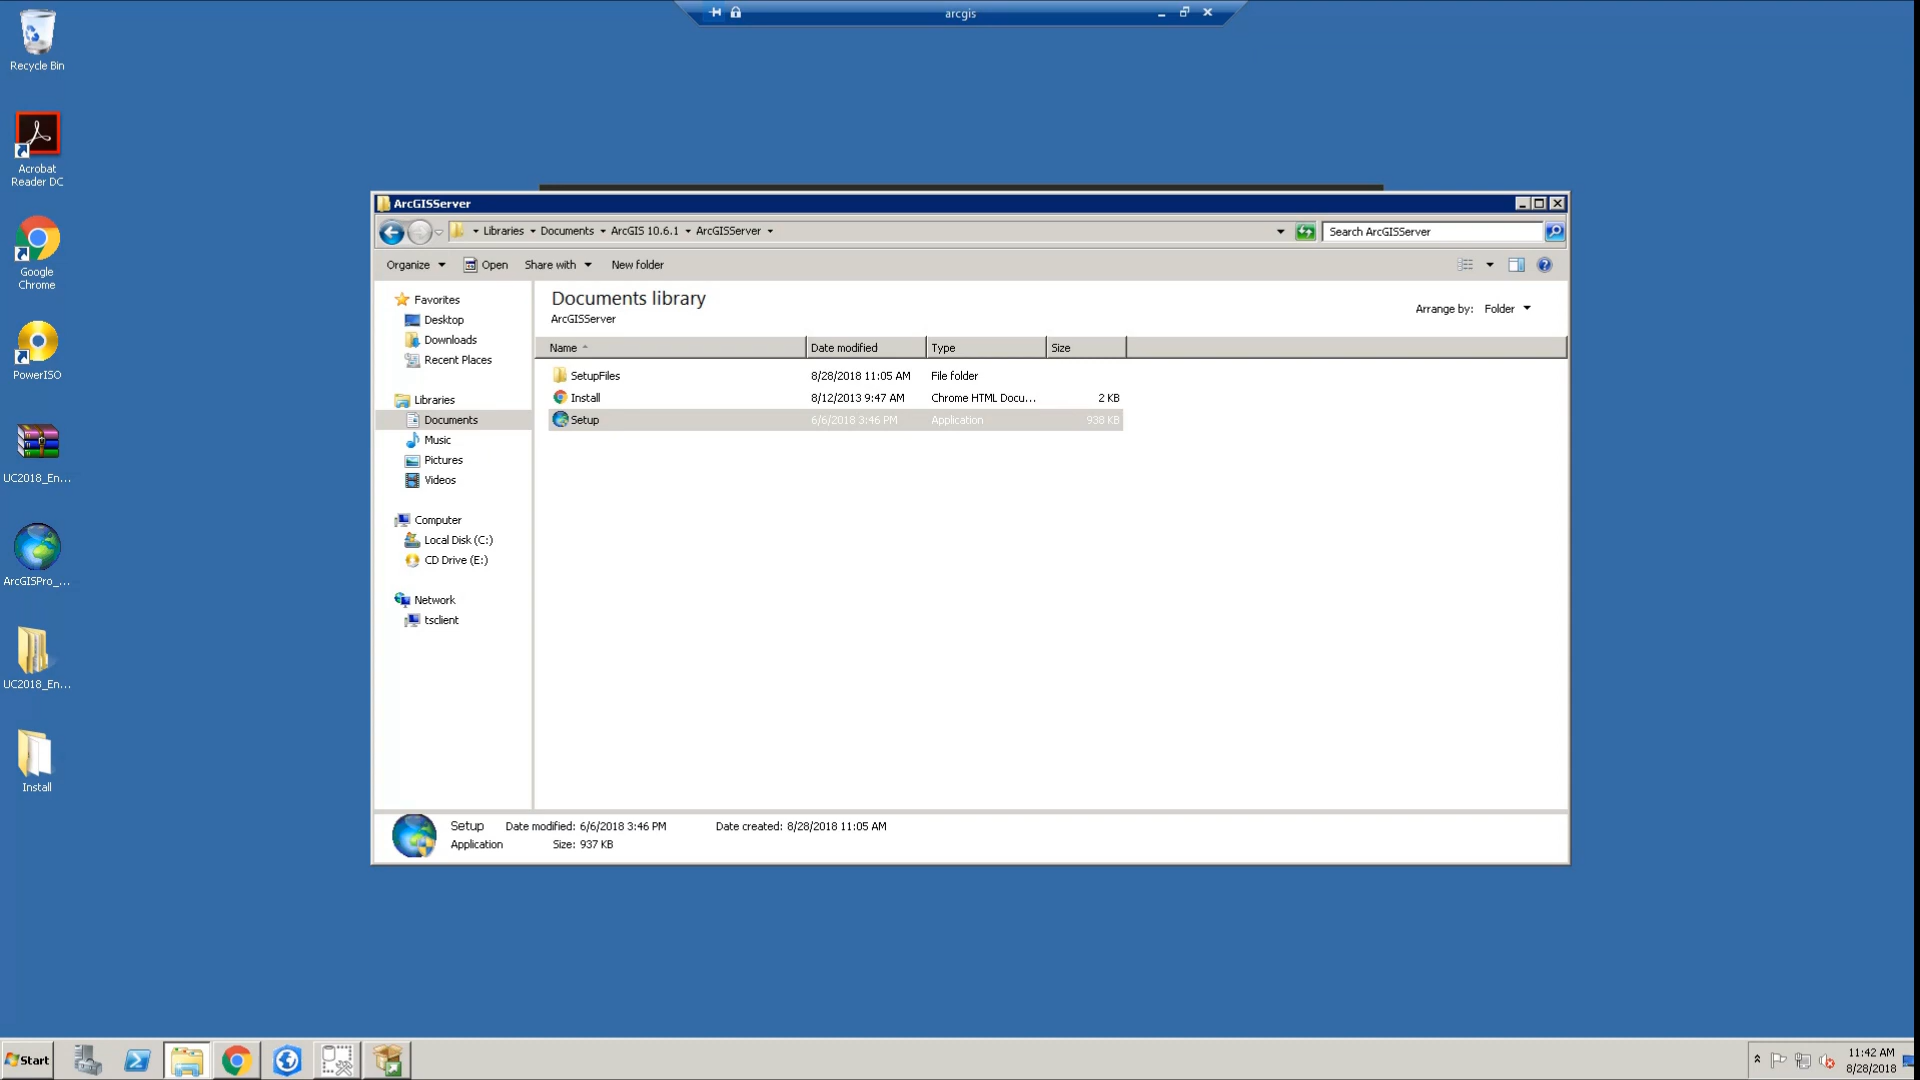 arcgis
Recycle Bin
Acrobat
Reader DC
Google
Chrome
PowerISO
UC2018_En...
ArcGISPro_...
UC2018_En...
Install
ArcGISServer
Libraries Documents ArcGIS 10.6.1 ArcGISServer
Search ArcGISServer
Organize Open Share with New folder
Favorites
Desktop
Downloads
Recent Places
Libraries
Documents
Music
Pictures
Videos
Computer
Local Disk (C:)
CD Drive (E:)
Network
tsclient
Documents library
ArcGISServer
Arrange by: Folder
Name Date modified Type Size
SetupFiles 8/28/2018 11:05 AM File folder
Install 8/12/2013 9:47 AM Chrome HTML Docu... 2 KB
Setup 6/6/2018 3:46 PM Application 938 KB
Setup Date modified: 6/6/2018 3:46 PM Date created: 8/28/2018 11:05 AM
Application Size: 937 KB
Start
11:42 AM
8/28/2018